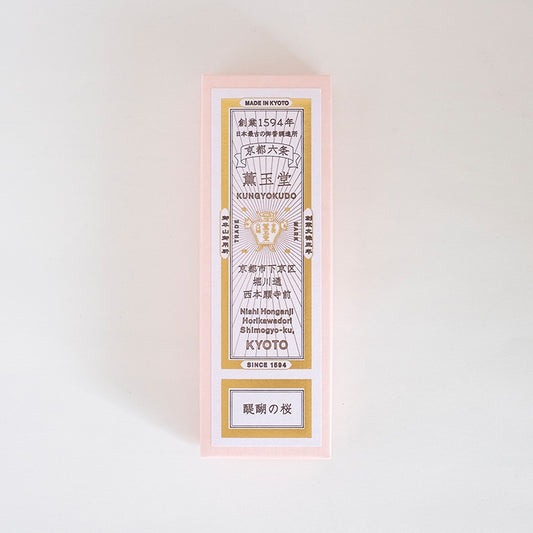 MADE IN KYOTO
創業1594年
日本最古の御香調進所
京都六条
薫玉堂
KUNGYOKUDO
TRADE
MARK
京都市下京区
堀川通
西本願寺前
Nishi Honganji
Horikawadori
Shimogyo-ku,
KYOTO
SINCE 1594
醍醐の桜